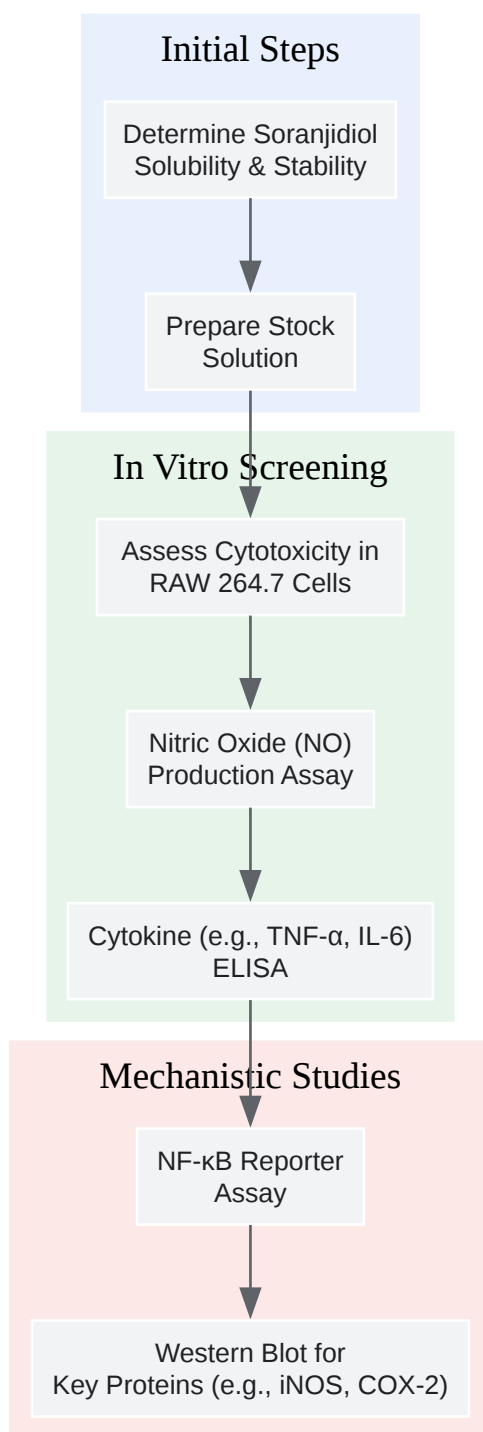 Initial Steps
Determine Soranjidiol
Solubility & Stability
Prepare Stock
Solution
In Vitro Screening
Assess Cytotoxicity in
RAW 264.7 Cells
Nitric Oxide (NO)
Production Assay
Cytokine (e.g., TNF-α, IL-6)
ELISA
Mechanistic Studies
NF-κB Reporter
Assay
Western Blot for
Key Proteins (e.g., iNOS, COX-2)